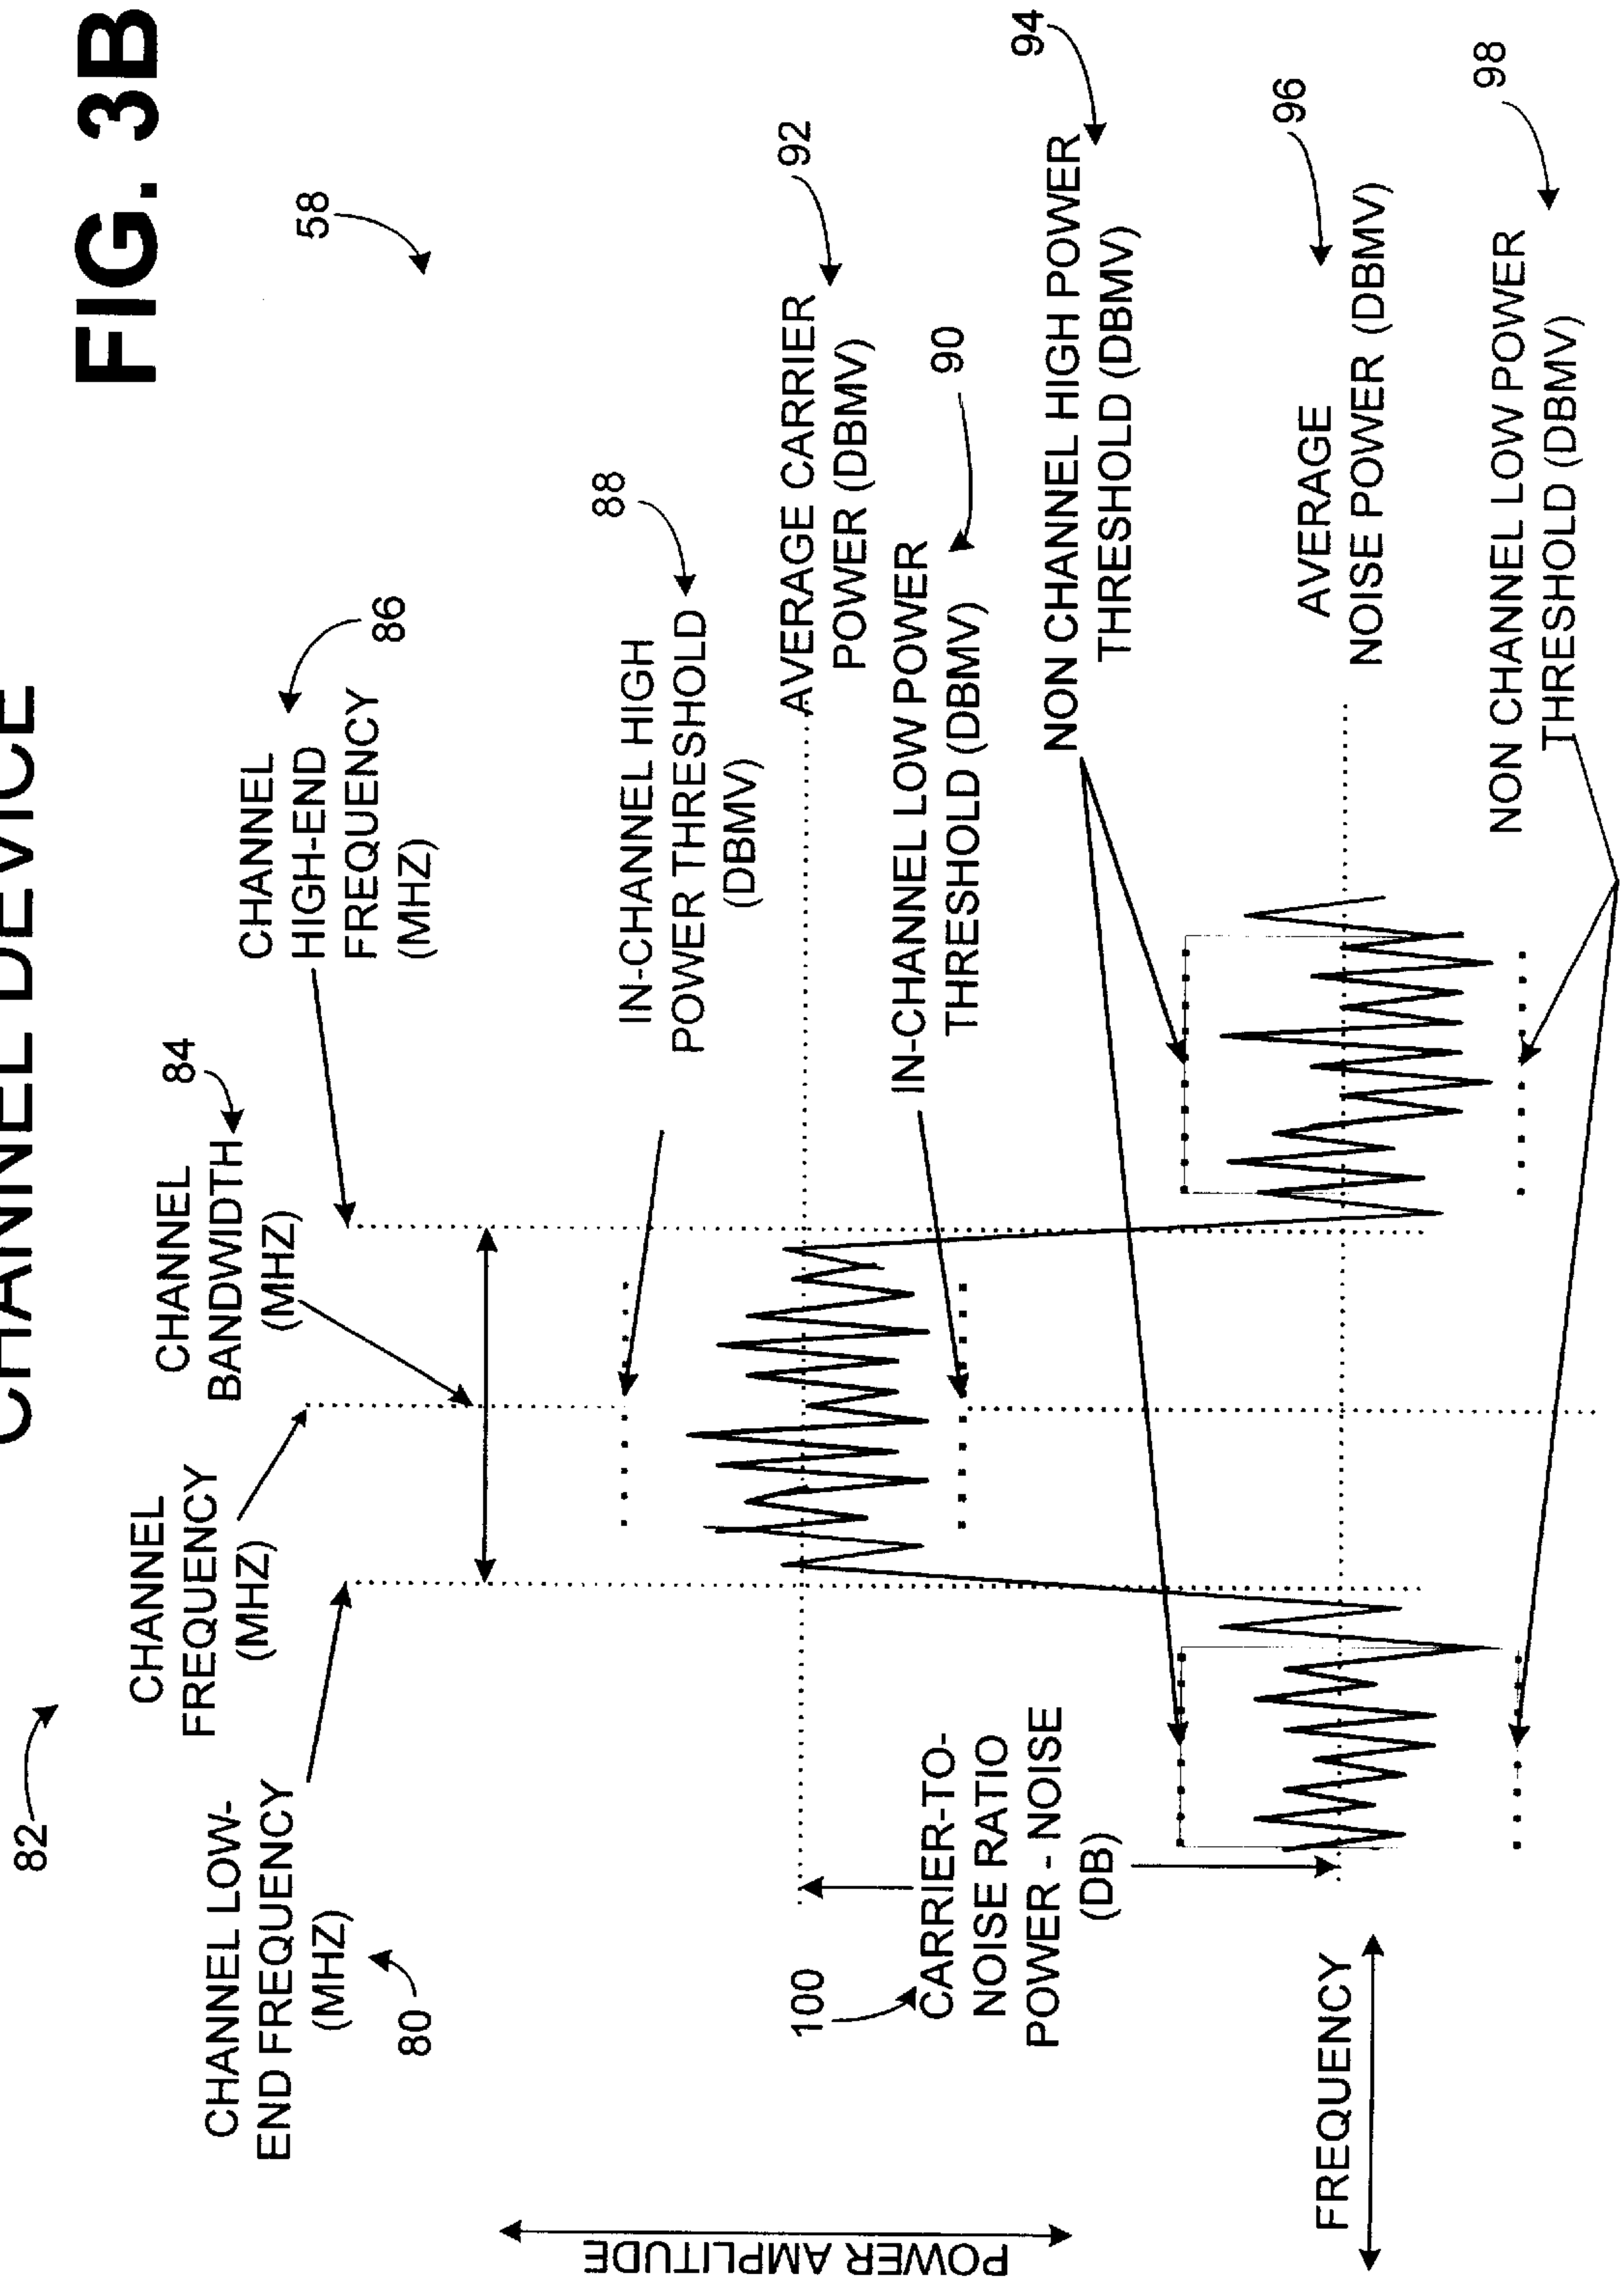 CHANNEL DEVICE
FIG. 3B
82
58
CHANNEL
FREQUENCY
(MHZ)
CHANNEL
BANDWIDTH
(MHZ)
84
CHANNEL
HIGH-END
FREQUENCY
(MHZ)
86
CHANNEL LOW-
END FREQUENCY
(MHZ)
80
IN-CHANNEL HIGH
POWER THRESHOLD
(DBMV)
88
AVERAGE CARRIER
POWER (DBMV)
92
IN-CHANNEL LOW POWER
THRESHOLD (DBMV)
90
100
CARRIER-TO-
NOISE RATIO
POWER - NOISE
(DB)
NON CHANNEL HIGH POWER
THRESHOLD (DBMV)
94
AVERAGE
NOISE POWER (DBMV)
96
NON CHANNEL LOW POWER
THRESHOLD (DBMV)
98
POWER AMPLITUDE
FREQUENCY